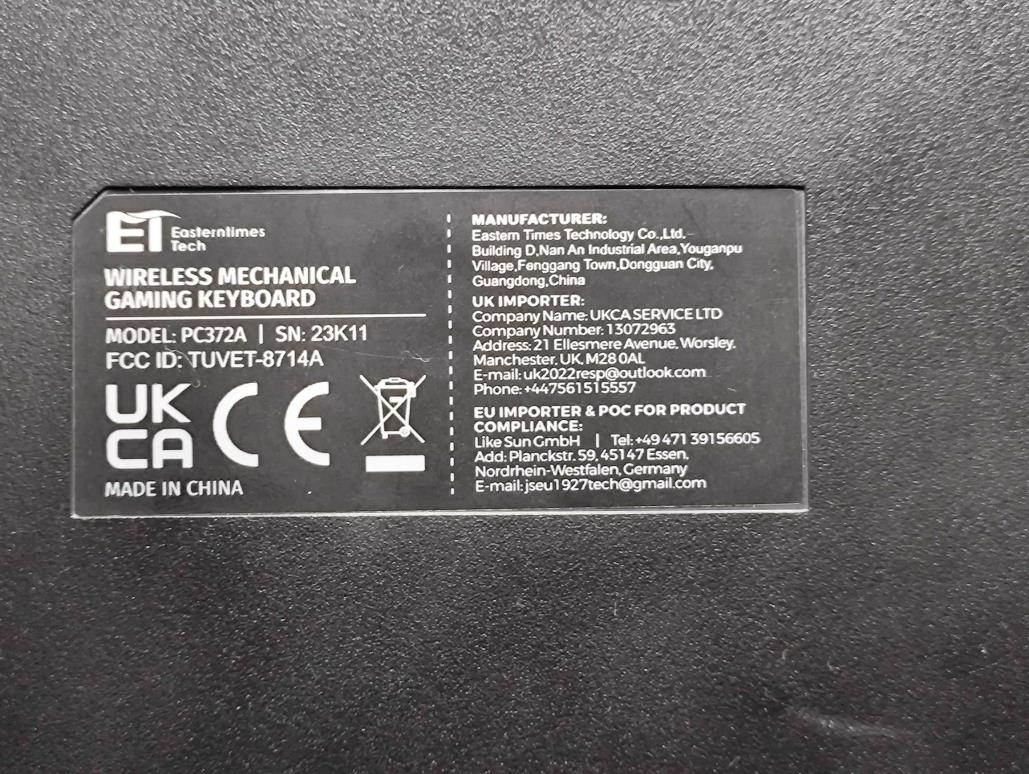 ET Easterntimes
Tech
WIRELESS MECHANICAL
GAMING KEYBOARD
MODEL: PC372A | SN: 23K11
FCC ID: TUVET-8714A
UK
CA CE
MADE IN CHINA
MANUFACTURER:
Eastern Times Technology Co.,Ltd.
Building D,Nan An Industrial Area,Youganpu
Village,Fenggang Town,Dongguan City,
Guangdong,China
UK IMPORTER:
Company Name: UKCA SERVICE LTD
Company Number: 13072963
Address: 21 Ellesmere Avenue, Worsley,
Manchester, UK, M28 0AL
E-mail: uk2022resp@outlook.com
Phone: +447561515557
EU IMPORTER & POC FOR PRODUCT
COMPLIANCE:
Like Sun GmbH | Tel: +49 471 39156605
Add: Planckstr. 59, 45147 Essen,
Nordrhein-Westfalen, Germany
E-mail: jseu1927tech@gmail.com